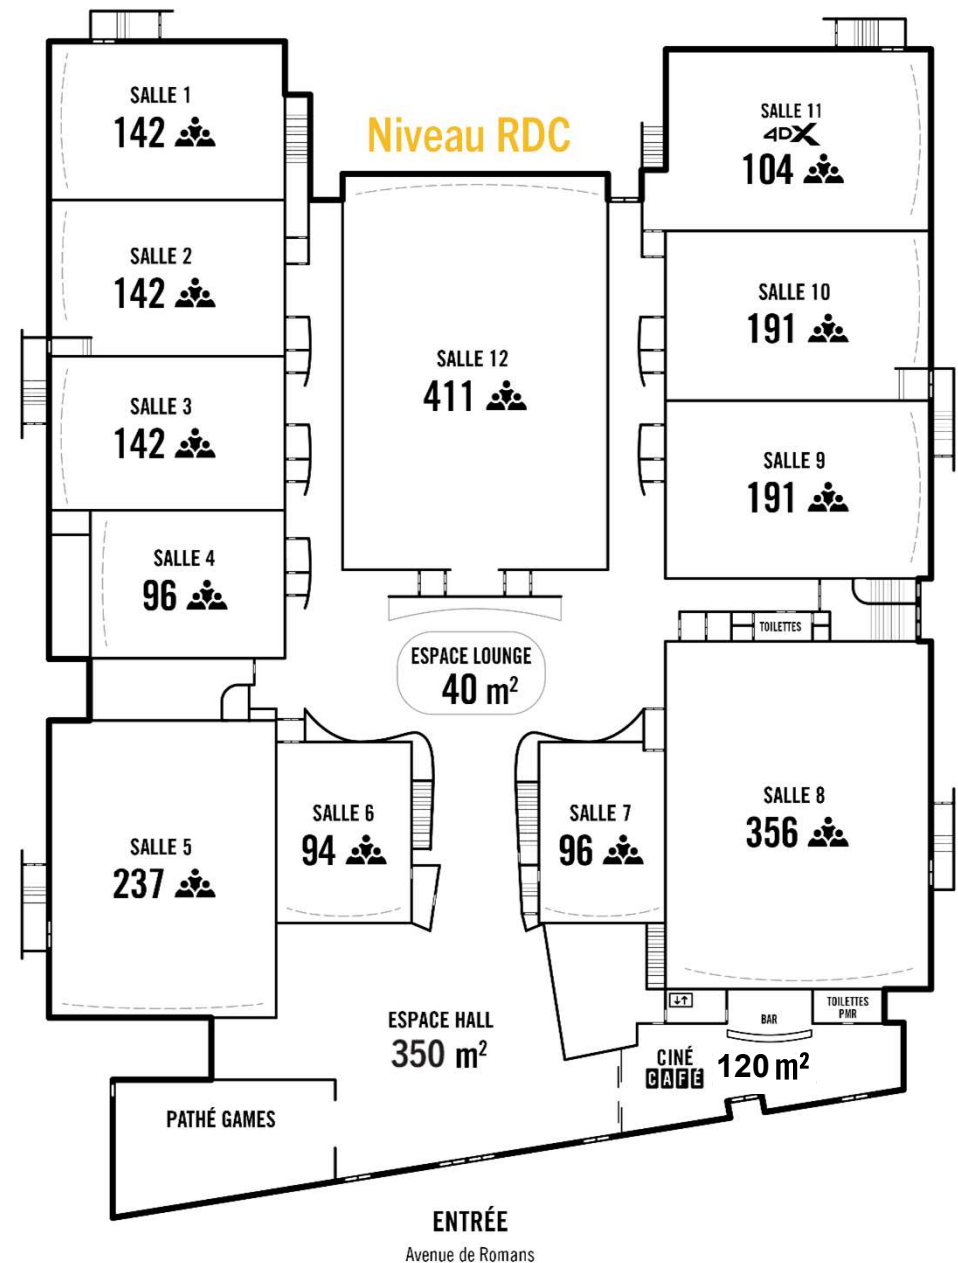 Niveau RDC
SALLE 1
142
SALLE 2
142
SALLE 3
142
SALLE 4
96
SALLE 5
237
SALLE 6
94
SALLE 12
411
ESPACE LOUNGE
40 m²
SALLE 11
4DX
104
SALLE 10
191
SALLE 9
191
TOILETTES
SALLE 8
356
SALLE 7
96
ESPACE HALL
350 m²
BAR
TOILETTES
PMR
CINÉ
CAFÉ
120 m²
PATHÉ GAMES
ENTRÉE
Avenue de Romans